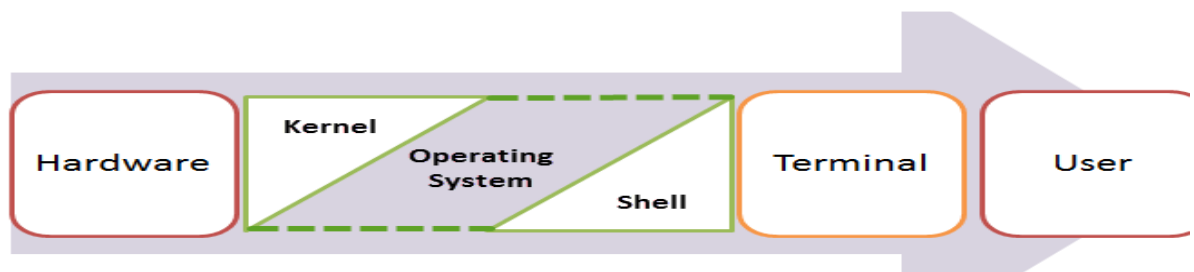 Hardware
Kernel
Operating
System
Shell
Terminal
User